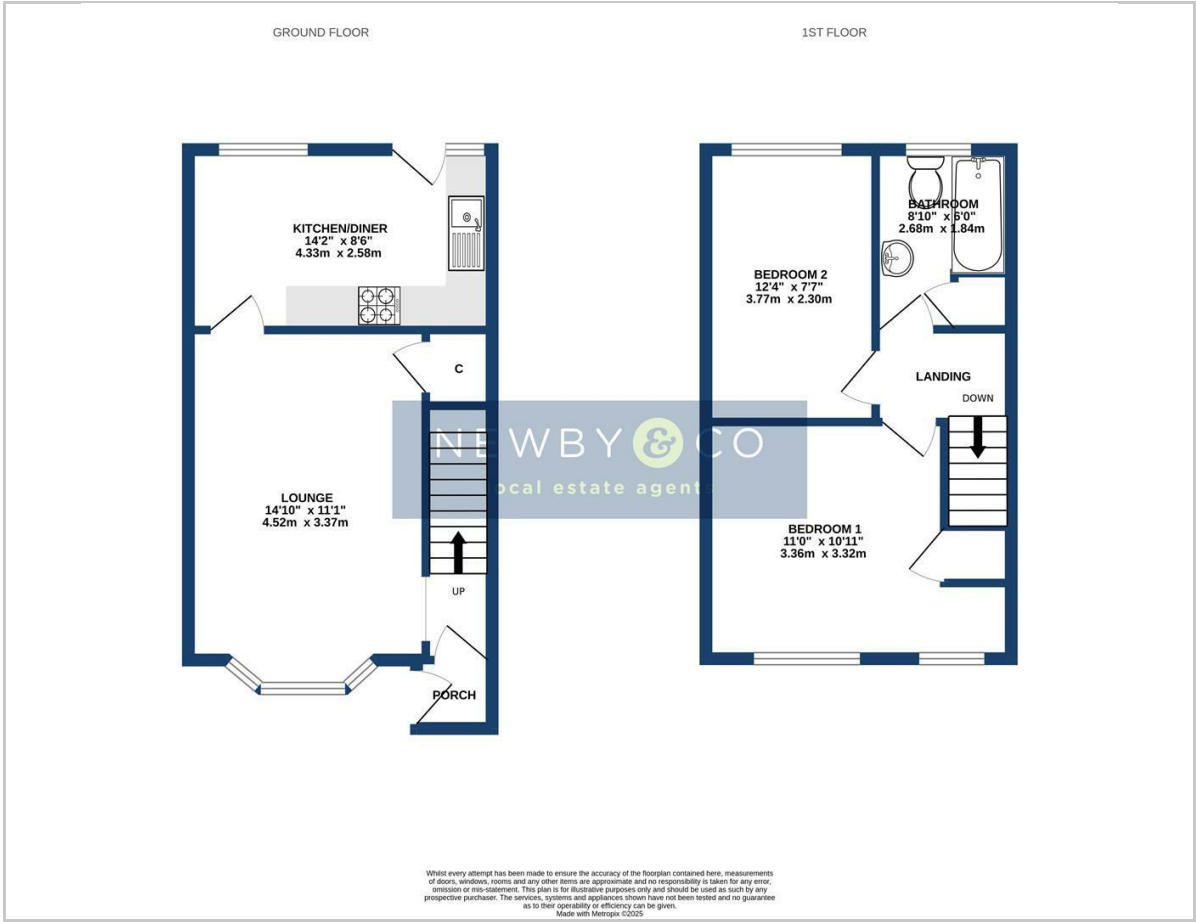 GROUND FLOOR
1ST FLOOR
KITCHEN/DINER
14'2" x 8'6"
4.33m x 2.58m
BATHROOM
8'10" x 6'0"
2.68m x 1.84m
BEDROOM 2
12'4" x 7'7"
3.77m x 2.30m
C
LANDING
DOWN
NEWBY & CO
local estate agents
LOUNGE
14'10" x 11'1"
4.52m x 3.37m
BEDROOM 1
11'0" x 10'11"
3.36m x 3.32m
UP
PORCH
Whilst every attempt has been made to ensure the accuracy of the floorplan contained here, measurements
of doors, windows, rooms and any other items are approximate and no responsibility is taken for any error,
omission or mis-statement. This plan is for illustrative purposes only and should be used as such by any
prospective purchaser. The services, systems and appliances shown have not been tested and no guarantee
as to their operability or efficiency can be given.
Made with Metropix ©2025